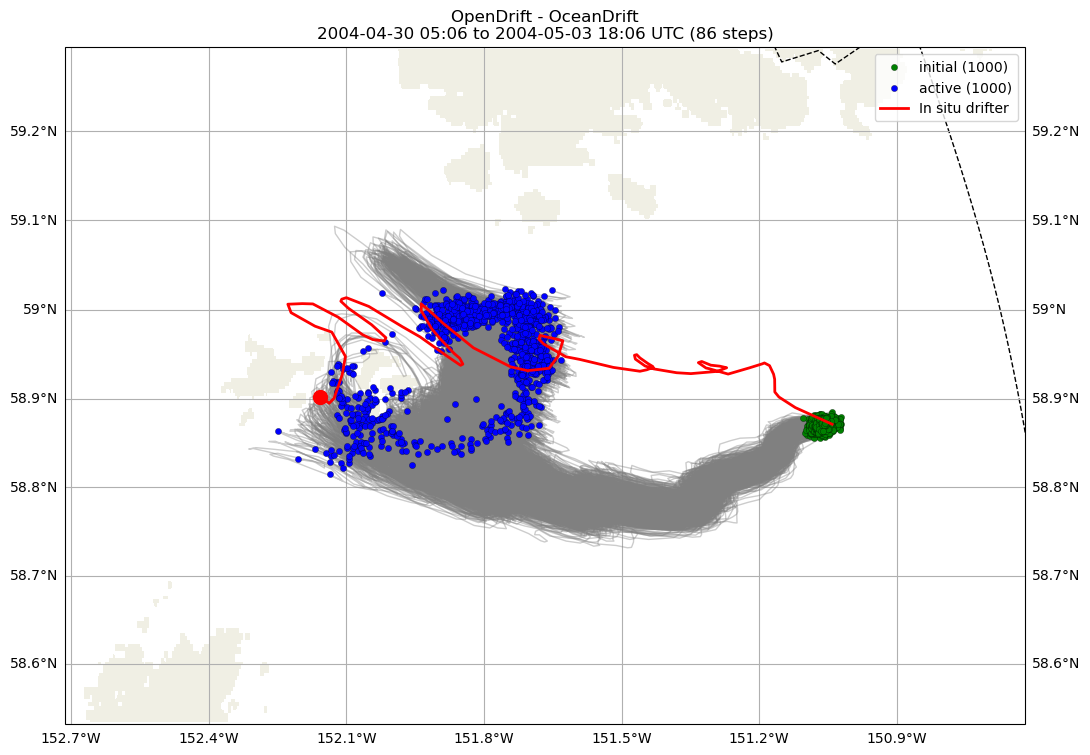 OpenDrift - OceanDrift
2004-04-30 05:06 to 2004-05-03 18:06 UTC (86 steps)
initial (1000)
active (1000)
In situ drifter
59.2°N 59.2°N
59.1°N 59.1°N
59°N 59°N
58.9°N 58.9°N
58.8°N 58.8°N
58.7°N 58.7°N
58.6°N 58.6°N
152.7°W 152.4°W 152.1°W 151.8°W 151.5°W 151.2°W 150.9°W